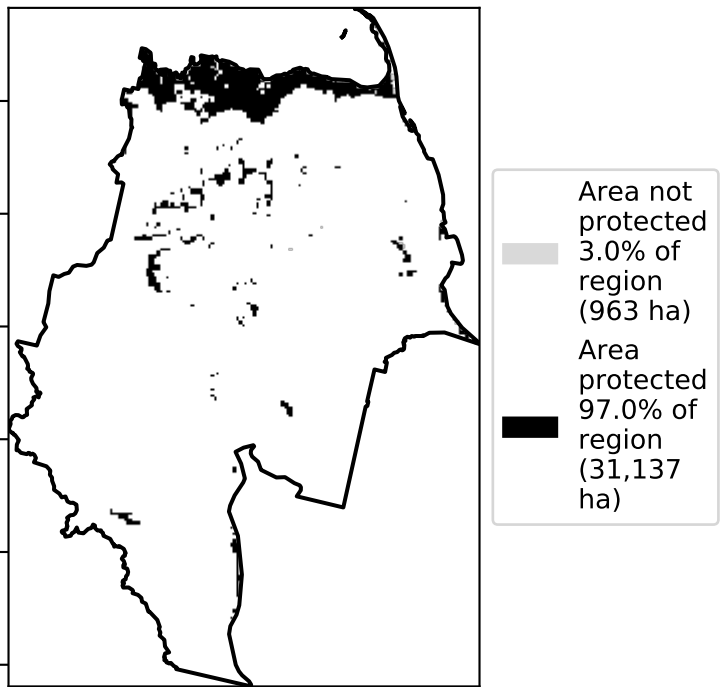 Area not
protected
3.0% of
region
(963 ha)
Area
protected
97.0% of
region
(31,137
ha)